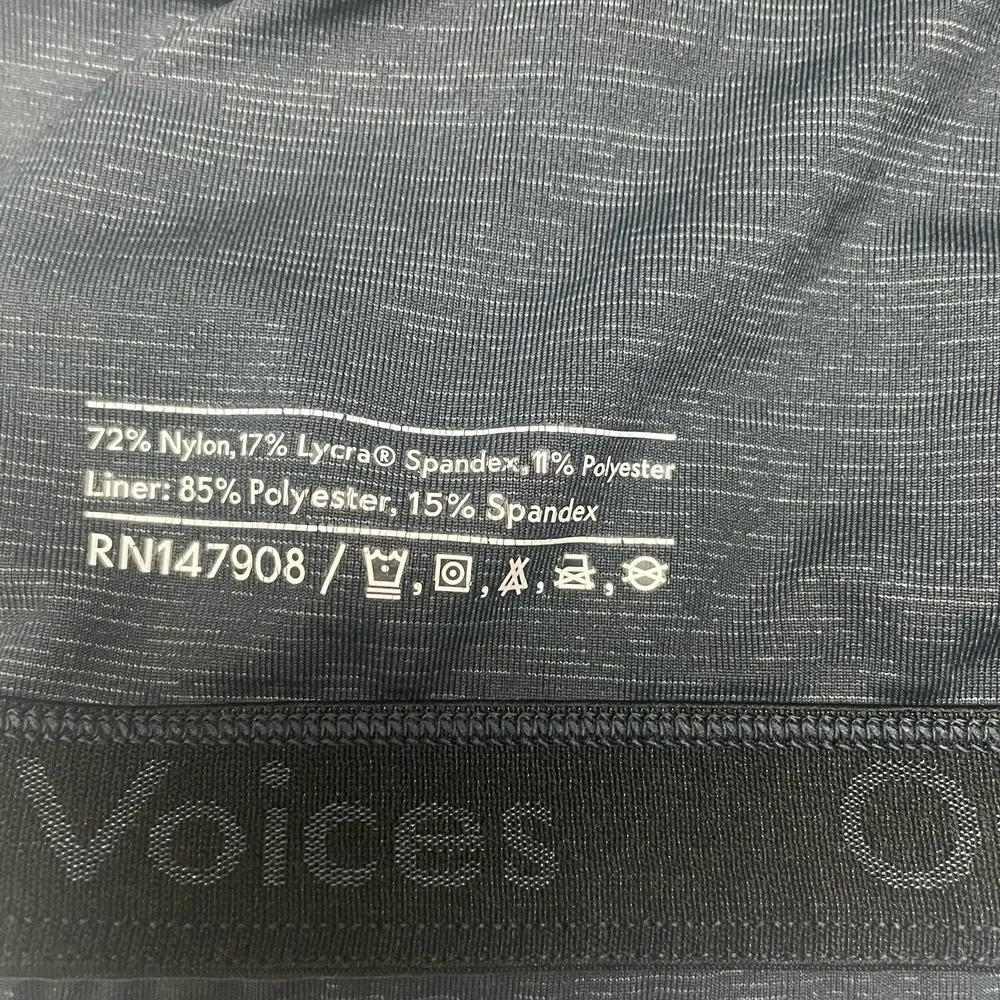 72% Nylon,17% Lycra® Spandex,11% Polyester
Liner: 85% Polyester, 15% Spandex
RN147908 /
Voices O